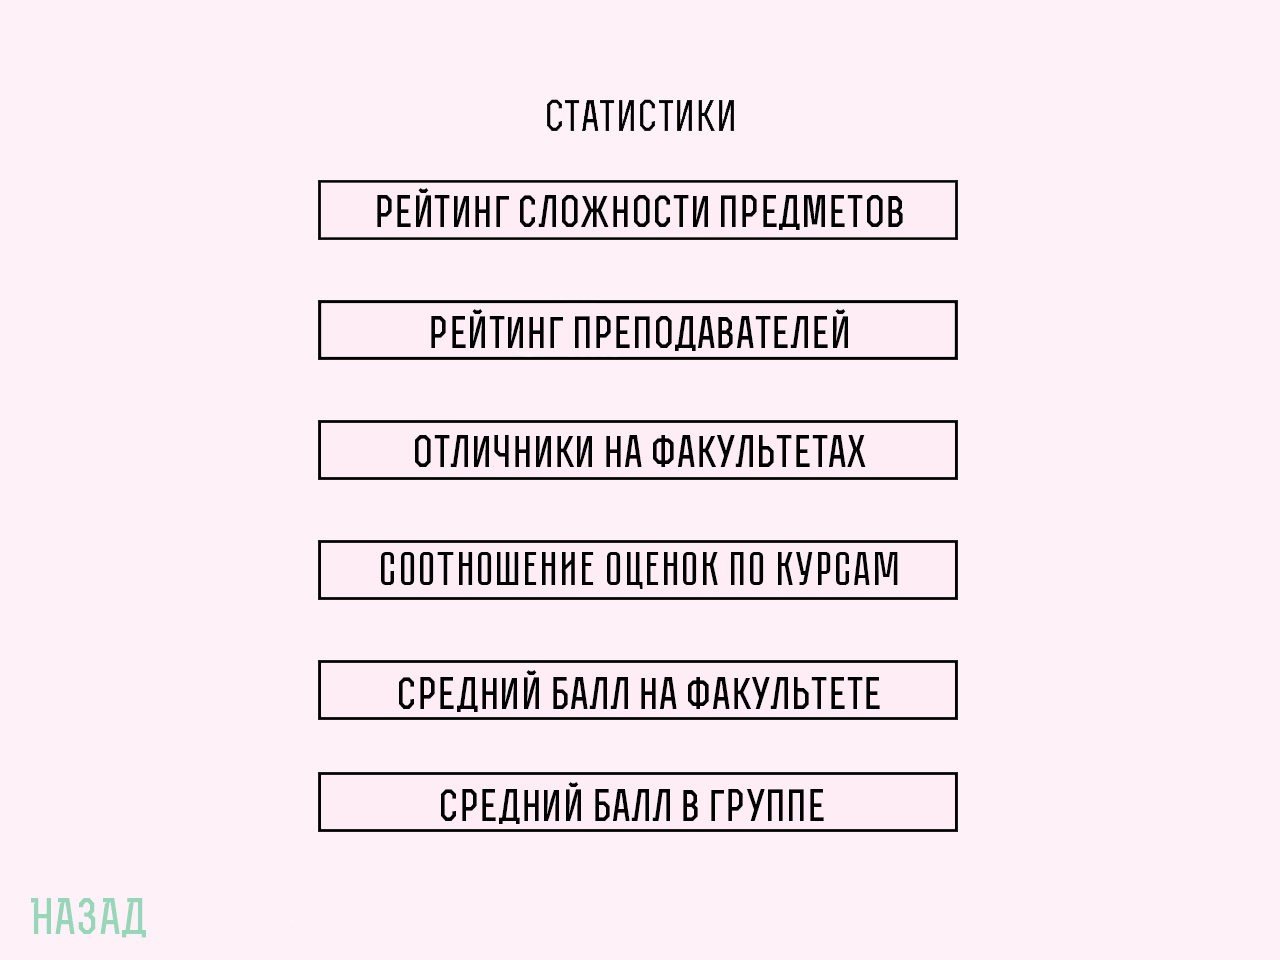 СТАТИСТИКИ
РЕЙТИНГ СЛОЖНОСТИ ПРЕДМЕТОВ
РЕЙТИНГ ПРЕПОДАВАТЕЛЕЙ
ОТЛИЧНИКИ НА ФАКУЛЬТЕТАХ
СООТНОШЕНИЕ ОЦЕНОК ПО КУРСАМ
СРЕДНИЙ БАЛЛ НА ФАКУЛЬТЕТЕ
СРЕДНИЙ БАЛЛ В ГРУППЕ
НАЗАД